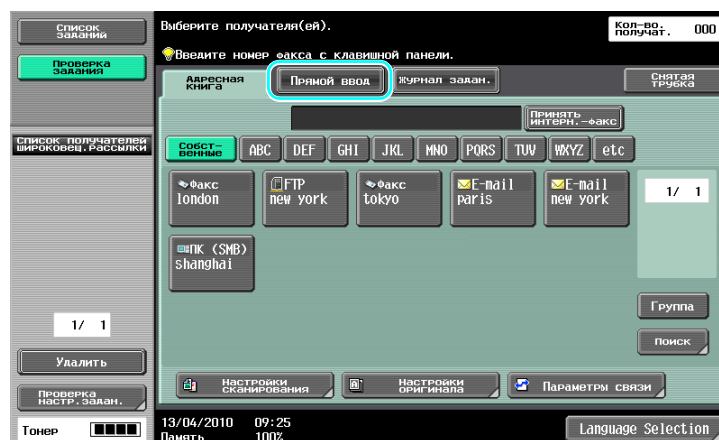 Список
заданий
Проверка
задания
Список получателей
широковещ.рассылки
1/ 1
Удалить
Проверка
настр.задан.
Тонер
Выберите получателя(ей).
Кол-во.
получат. 000
Введите номер факса с клавишной панели.
Адресная
книга
Прямой ввод
Журнал задан.
Снятая
трубка
Принять
интерн.-факс
Собст-
венные
ABC DEF GHI JKL MNO PQRS TUV WXYZ etc
Факс
london
FTP
new york
Факс
tokyo
E-mail
paris
E-mail
new york
1/ 1
ПК (SMB)
shanghai
Группа
Поиск
Настройки
сканирования
Настройки
оригинала
Параметры связи
13/04/2010 09:25
Память 100%
Language Selection